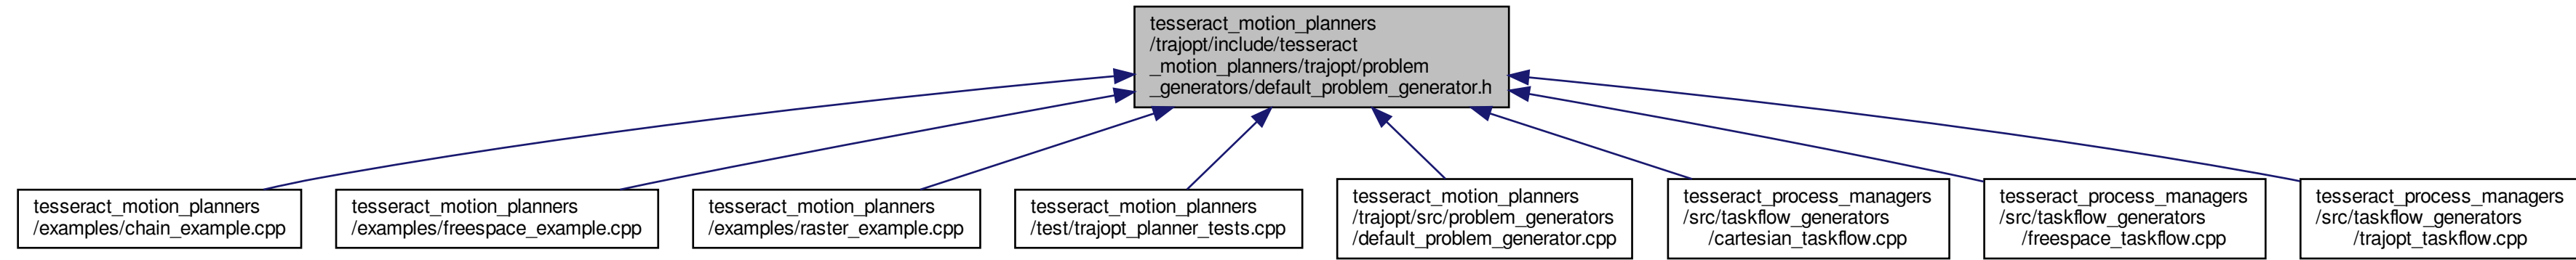 tesseract_motion_planners
/trajopt/include/tesseract
_motion_planners/trajopt/problem
_generators/default_problem_generator.h
tesseract_motion_planners
/examples/chain_example.cpp
tesseract_motion_planners
/examples/freespace_example.cpp
tesseract_motion_planners
/examples/raster_example.cpp
tesseract_motion_planners
/test/trajopt_planner_tests.cpp
tesseract_motion_planners
/trajopt/src/problem_generators
/default_problem_generator.cpp
tesseract_process_managers
/src/taskflow_generators
/cartesian_taskflow.cpp
tesseract_process_managers
/src/taskflow_generators
/freespace_taskflow.cpp
tesseract_process_managers
/src/taskflow_generators
/trajopt_taskflow.cpp